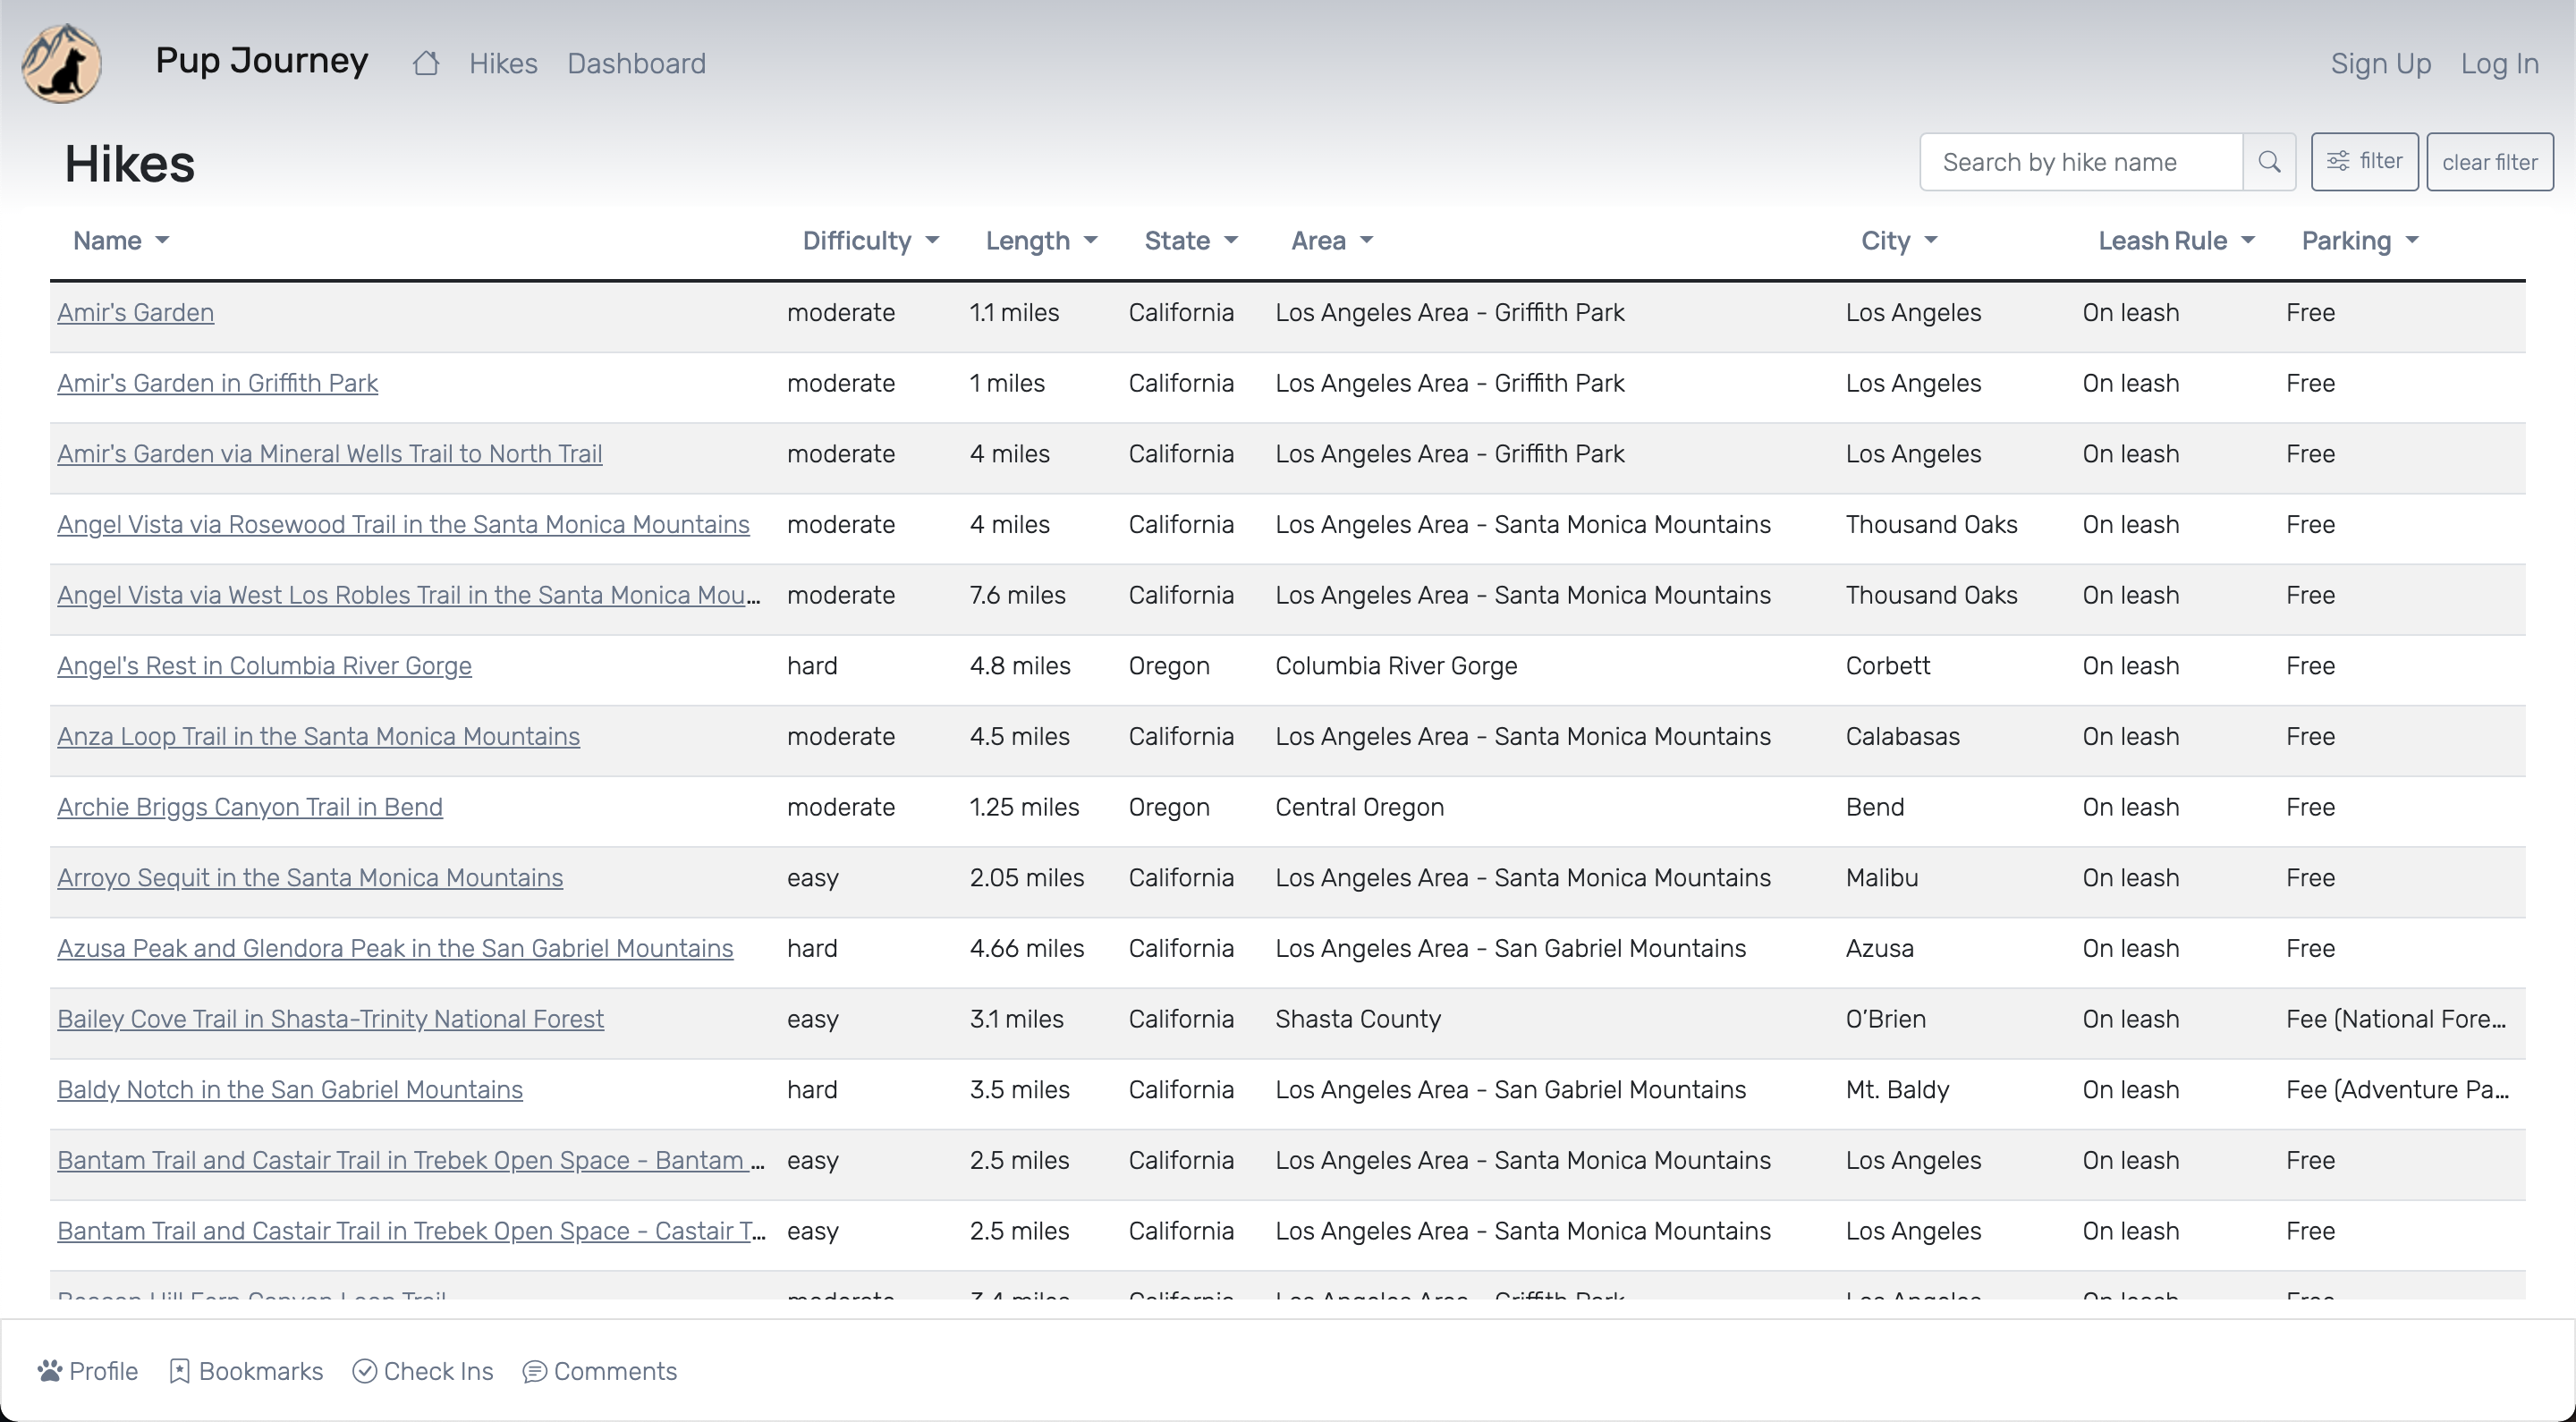 Pup Journey Hikes Dashboard Sign Up Log In
Hikes Search by hike name filter clear filter
Name Difficulty Length State Area City Leash Rule Parking
Amir's Garden moderate 1.1 miles California Los Angeles Area - Griffith Park Los Angeles On leash Free
Amir's Garden in Griffith Park moderate 1 miles California Los Angeles Area - Griffith Park Los Angeles On leash Free
Amir's Garden via Mineral Wells Trail to North Trail moderate 4 miles California Los Angeles Area - Griffith Park Los Angeles On leash Free
Angel Vista via Rosewood Trail in the Santa Monica Mountains moderate 4 miles California Los Angeles Area - Santa Monica Mountains Thousand Oaks On leash Free
Angel Vista via West Los Robles Trail in the Santa Monica Mou... moderate 7.6 miles California Los Angeles Area - Santa Monica Mountains Thousand Oaks On leash Free
Angel's Rest in Columbia River Gorge hard 4.8 miles Oregon Columbia River Gorge Corbett On leash Free
Anza Loop Trail in the Santa Monica Mountains moderate 4.5 miles California Los Angeles Area - Santa Monica Mountains Calabasas On leash Free
Archie Briggs Canyon Trail in Bend moderate 1.25 miles Oregon Central Oregon Bend On leash Free
Arroyo Sequit in the Santa Monica Mountains easy 2.05 miles California Los Angeles Area - Santa Monica Mountains Malibu On leash Free
Azusa Peak and Glendora Peak in the San Gabriel Mountains hard 4.66 miles California Los Angeles Area - San Gabriel Mountains Azusa On leash Free
Bailey Cove Trail in Shasta-Trinity National Forest easy 3.1 miles California Shasta County O’Brien On leash Fee (National Fore...
Baldy Notch in the San Gabriel Mountains hard 3.5 miles California Los Angeles Area - San Gabriel Mountains Mt. Baldy On leash Fee (Adventure Pa...
Bantam Trail and Castair Trail in Trebek Open Space - Bantam ... easy 2.5 miles California Los Angeles Area - Santa Monica Mountains Los Angeles On leash Free
Bantam Trail and Castair Trail in Trebek Open Space - Castair T... easy 2.5 miles California Los Angeles Area - Santa Monica Mountains Los Angeles On leash Free
moderate miles California Los Angeles Area - Griffith Park Los Angeles On leash Free
Profile Bookmarks Check Ins Comments